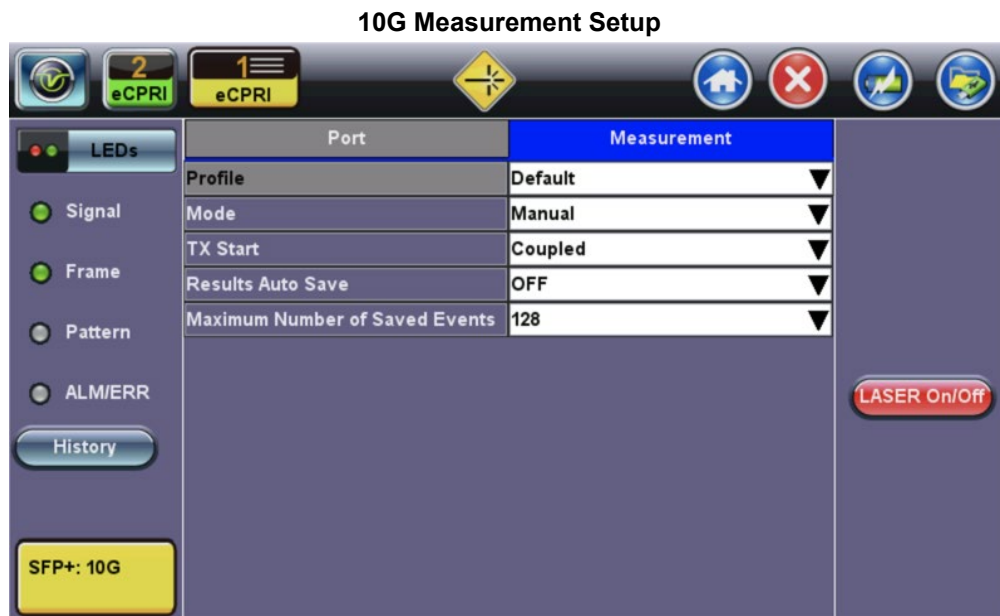 10G Measurement Setup
2
eCPRI
1
eCPRI
LEDs
Port
Measurement
Profile
Default
Signal
Mode
Manual
TX Start
Coupled
Frame
Results Auto Save
OFF
Maximum Number of Saved Events
128
Pattern
ALM/ERR
LASER On/Off
History
SFP+: 10G